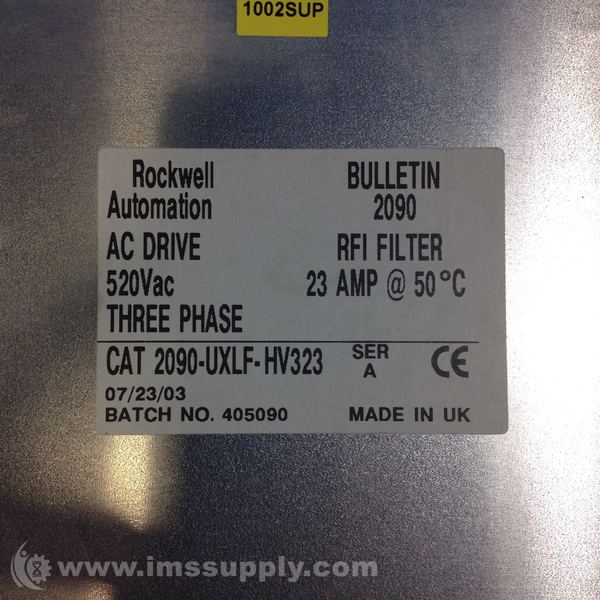 1002SUP
Rockwell Automation BULLETIN 2090
AC DRIVE RFI FILTER
520Vac 23 AMP @ 50°C
THREE PHASE
CAT 2090-UXLF-HV323 SER A CE
07/23/03
BATCH NO. 405090 MADE IN UK
www.imssupply.com